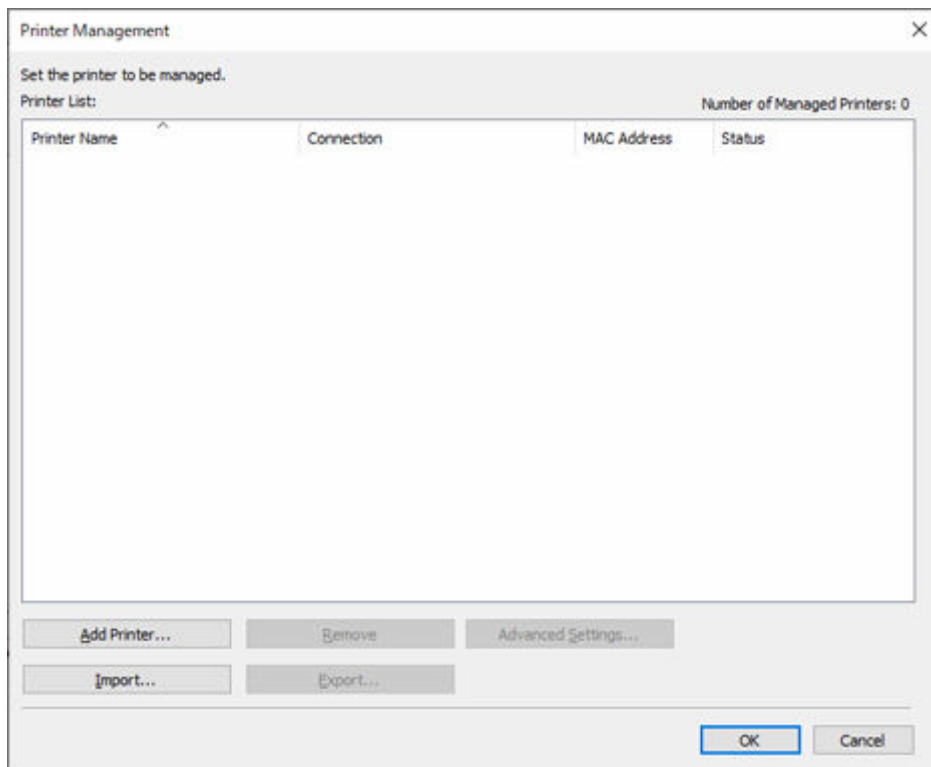 Printer Management
Set the printer to be managed.
Printer List:
Number of Managed Printers: 0
Printer Name
Connection
MAC Address
Status
Add Printer...
Remove
Advanced Settings...
Import...
Export...
OK
Cancel